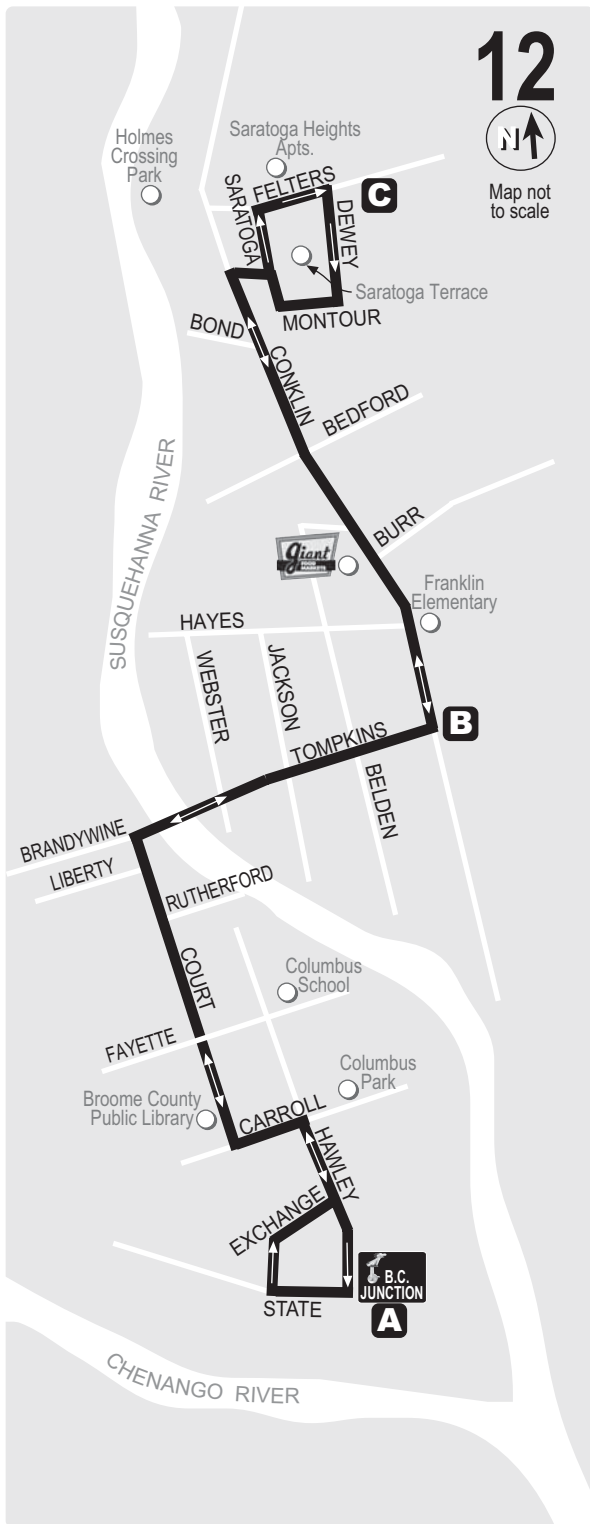 12
N
Map not
to scale
Holmes
Crossing
Park
Saratoga Heights
Apts.
FELTERS
C
SARATOGA
DEWEY
Saratoga Terrace
MONTOUR
BOND
CONKLIN
BEDFORD
SUSQUEHANNA RIVER
BURR
Giant
FOOD
MARKETS
Franklin
Elementary
HAYES
WEBSTER
JACKSON
TOMPKINS
B
BELDEN
BRANDYWINE
LIBERTY
RUTHERFORD
COURT
Columbus
School
FAYETTE
Columbus
Park
Broome County
Public Library
CARROLL
HAWLEY
EXCHANGE
B.C.
JUNCTION
STATE
A
CHENANGO RIVER